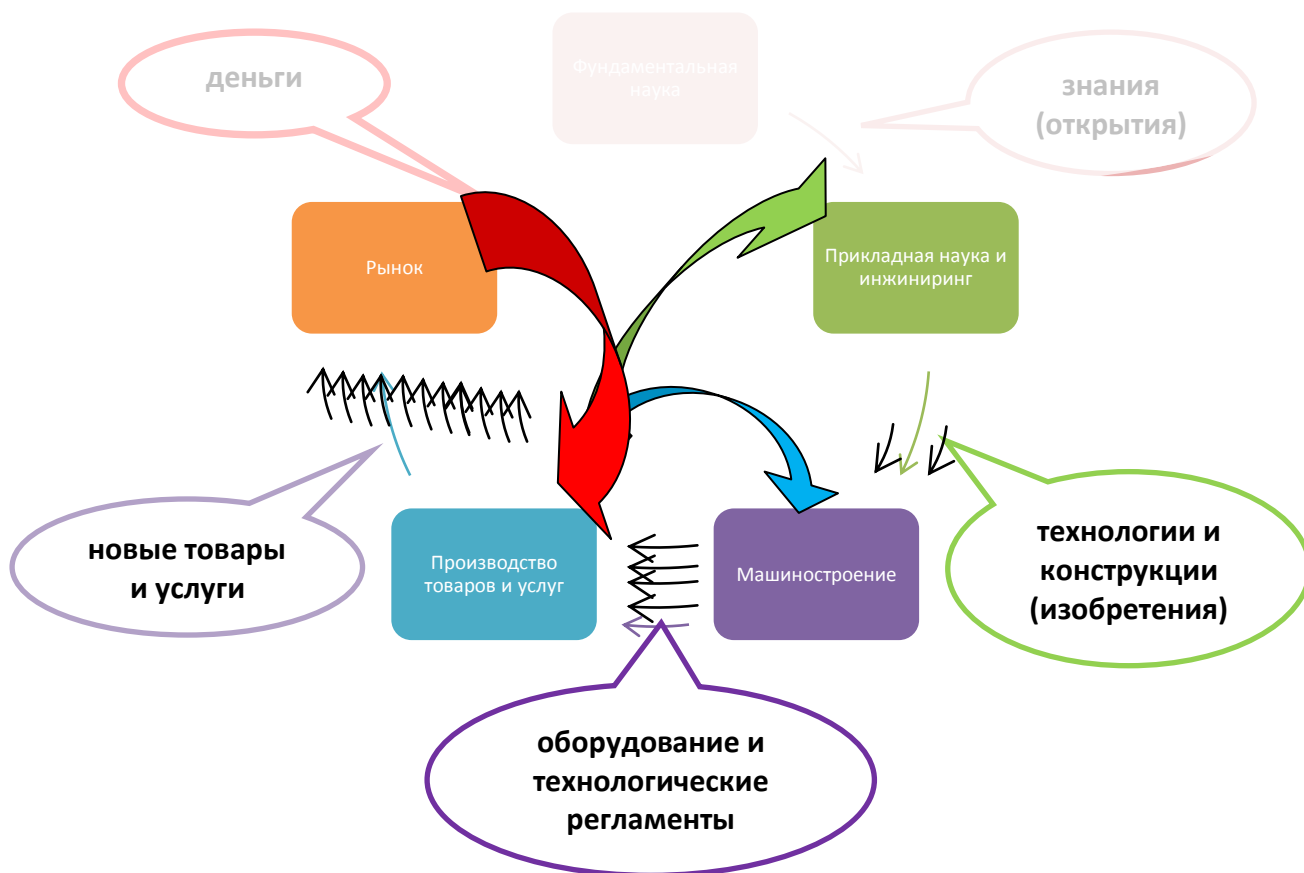 деньги
Фундаментальная
наука
знания
(открытия)
Рынок
Прикладная наука и
инжиниринг
новые товары
и услуги
Производство
товаров и услуг
Машиностроение
технологии и
конструкции
(изобретения)
оборудование и
технологические
регламенты